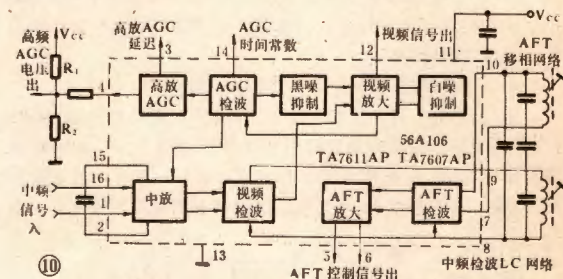 高频 AGC 电压出
Vcc
R₁
R₂
高放AGC 延迟
3
AGC 时间常数
14
视频信号出
12
11
Vcc
AFT 移相网络
10
4
高放 AGC
AGC 检波
黑噪 抑制
视频 放大
白噪 抑制
56A106
TA7611AP TA7607AP
中频 信号 入
15
16
1
2
中放
视频 检波
AFT 放大
AFT 检波
9
7
8
13
5
6
AFT 控制信号出
中频检波LC 网络
⑩